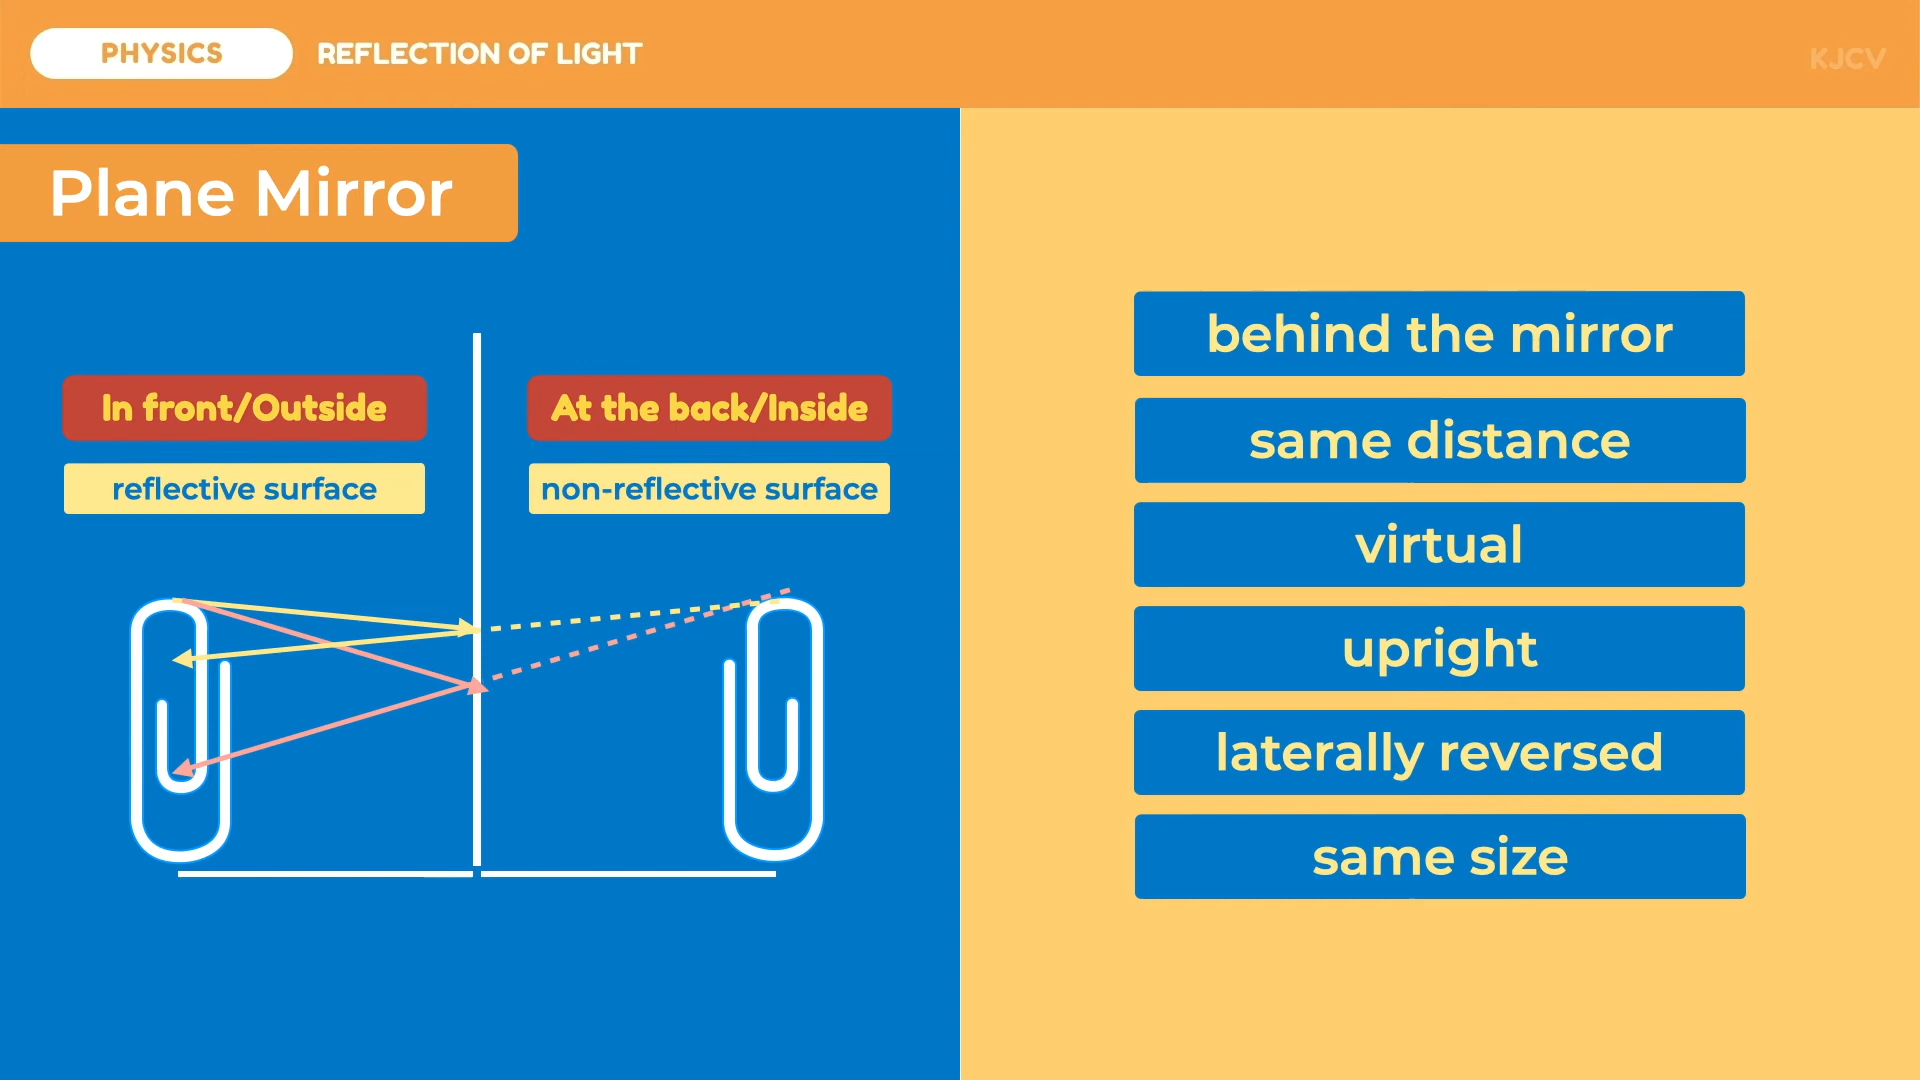 PHYSICS
REFLECTION OF LIGHT
KJCV
Plane Mirror
In front/Outside
At the back/Inside
reflective surface
non-reflective surface
behind the mirror
same distance
virtual
upright
laterally reversed
same size